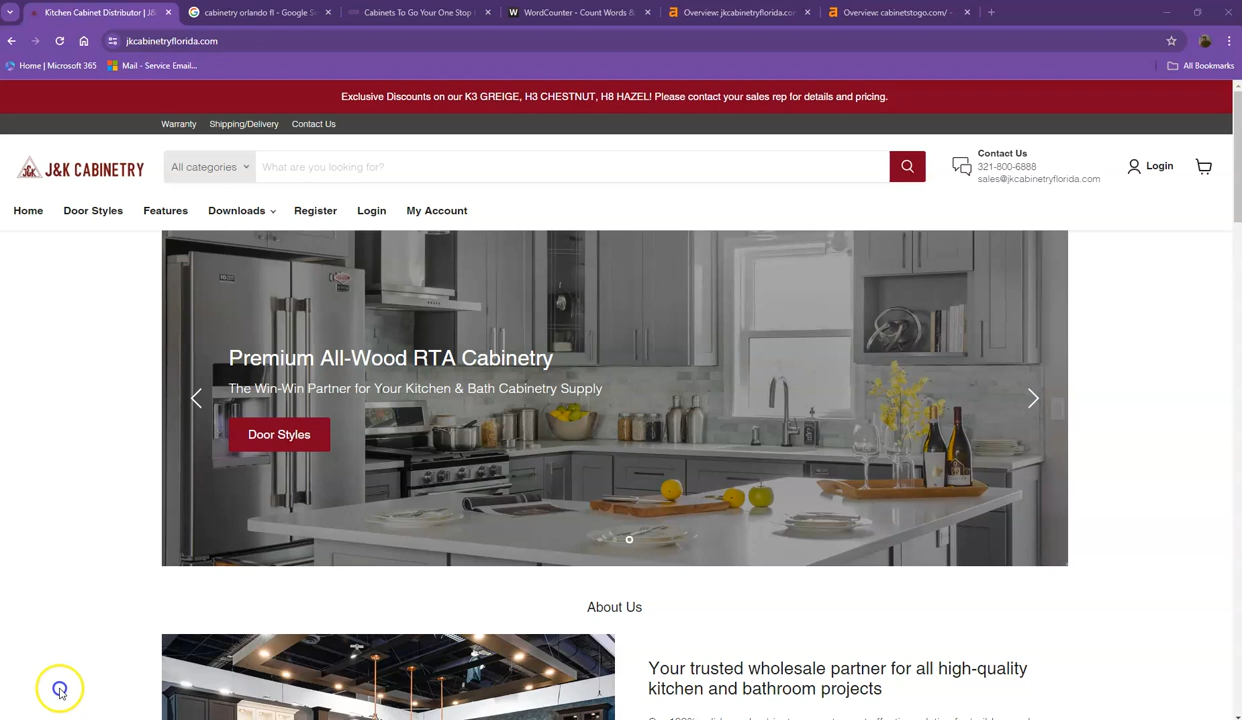 Kitchen Cabinet Distributor | J&
cabinetry orlando fl - Google Se
Cabinets To Go Your One Stop
WordCounter - Count Words &
Overview: jkcabinetryflorida.com
Overview: cabinetstogo.com/ -
jkcabinetryflorida.com
Home | Microsoft 365
Mail - Service Email...
All Bookmarks
Exclusive Discounts on our K3 GREIGE, H3 CHESTNUT, H8 HAZEL! Please contact your sales rep for details and pricing.
Warranty Shipping/Delivery Contact Us
J&K CABINETRY
All categories
What are you looking for?
Contact Us
321-800-6888
sales@jkcabinetryflorida.com
Login
Home Door Styles Features Downloads Register Login My Account
Premium All-Wood RTA Cabinetry
The Win-Win Partner for Your Kitchen & Bath Cabinetry Supply
Door Styles
About Us
Your trusted wholesale partner for all high-quality
kitchen and bathroom projects